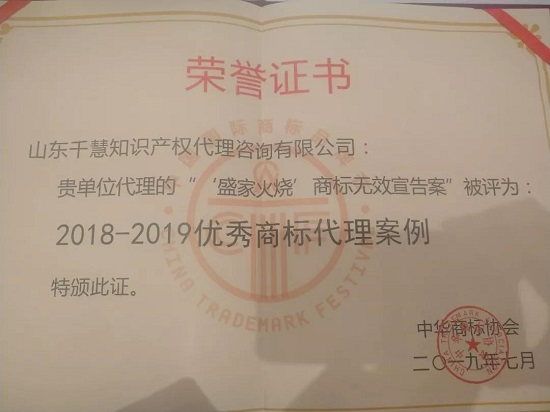 荣誉证书
山东千慧知识产权代理咨询有限公司：
贵单位代理的“‘盛家火烧’商标无效宣告案”被评为：
2018-2019优秀商标代理案例
特颁此证。
中华商标协会
二〇一九年七月
CHINA TRADEMARK FESTIVAL